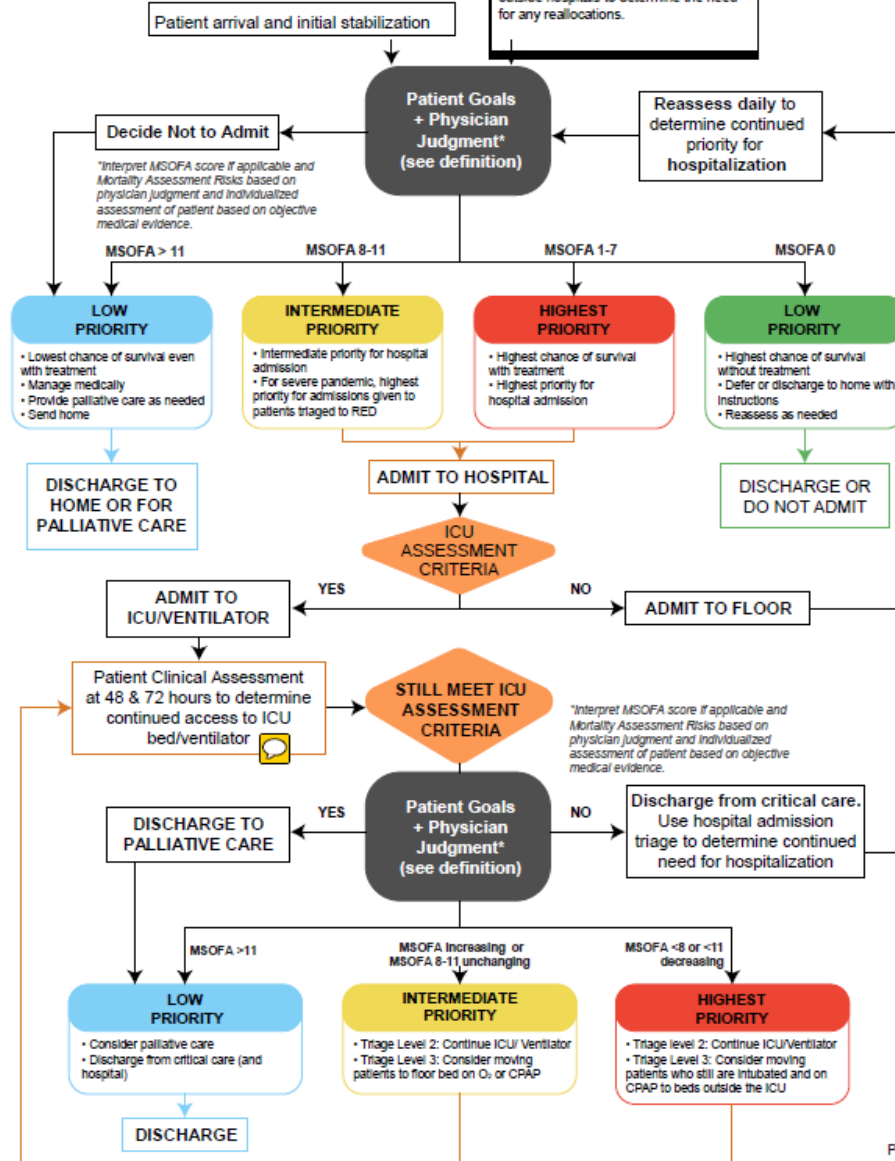 Patient arrival and initial stabilization
for any reallocations.
Patient Goals
+ Physician
Judgment*
(see definition)
Reassess daily to
determine continued
priority for
hospitalization
Decide Not to Admit
*Interpret MSOFA score if applicable and
Mortality Assessment Risks based on
physician judgment and individualized
assessment of patient based on objective
medical evidence.
MSOFA > 11
MSOFA 8-11
MSOFA 1-7
MSOFA 0
LOW
PRIORITY
• Lowest chance of survival even
with treatment
• Manage medically
• Provide palliative care as needed
• Send home
INTERMEDIATE
PRIORITY
• Intermediate priority for hospital
admission
• For severe pandemic, highest
priority for admissions given to
patients triaged to RED
HIGHEST
PRIORITY
• Highest chance of survival
with treatment
• Highest priority for
hospital admission
LOW
PRIORITY
• Highest chance of survival
without treatment
• Defer or discharge to home with
instructions
• Reassess as needed
DISCHARGE TO
HOME OR FOR
PALLIATIVE CARE
ADMIT TO HOSPITAL
DISCHARGE OR
DO NOT ADMIT
ICU
ASSESSMENT
CRITERIA
YES
NO
ADMIT TO
ICU/VENTILATOR
ADMIT TO FLOOR
Patient Clinical Assessment
at 48 & 72 hours to determine
continued access to ICU
bed/ventilator
STILL MEET ICU
ASSESSMENT
CRITERIA
*Interpret MSOFA score if applicable and
Mortality Assessment Risks based on
physician judgment and individualized
assessment of patient based on objective
medical evidence.
DISCHARGE TO
PALLIATIVE CARE
YES
Patient Goals
+ Physician
Judgment*
(see definition)
NO
Discharge from critical care.
Use hospital admission
triage to determine continued
need for hospitalization
MSOFA >11
MSOFA Increasing or
MSOFA 8-11 unchanging
MSOFA <8 or <11
decreasing
LOW
PRIORITY
• Consider palliative care
• Discharge from critical care (and
hospital)
INTERMEDIATE
PRIORITY
• Triage Level 2: Continue ICU/ Ventilator
• Triage Level 3: Consider moving
patients to floor bed on O₂ or CPAP
HIGHEST
PRIORITY
• Triage level 2: Continue ICU/Ventilator
• Triage Level 3: Consider moving
patients who still are intubated and on
CPAP to beds outside the ICU
DISCHARGE
P